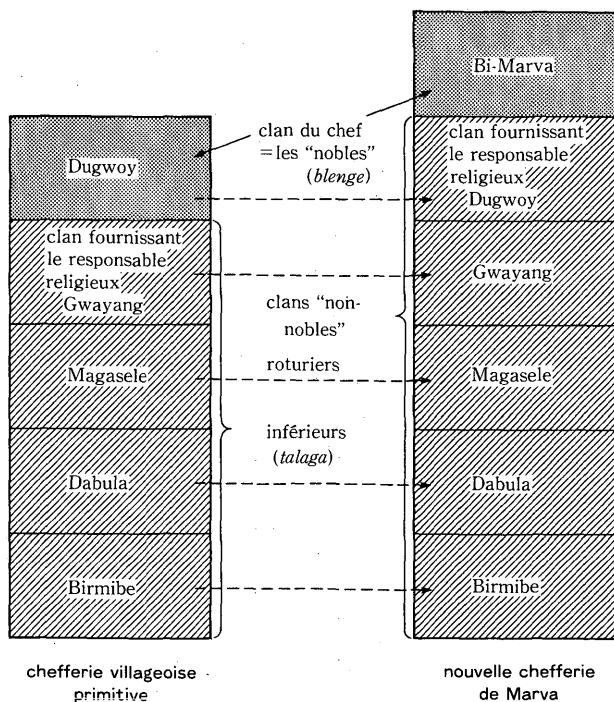 Bi-Marva
clan du chef
= les "nobles"
(blenge)
Dugwoy
clan fournissant
le responsable
religieux
Dugwoy
clan fournissant
le responsable
religieux
Gwayang
Gwayang
clans "non-
nobles"
roturiers
Magasele
Magasele
inférieurs
(talaga)
Dabula
Dabula
Birmibe
Birmibe
chefferie villageoise
primitive
nouvelle chefferie
de Marva